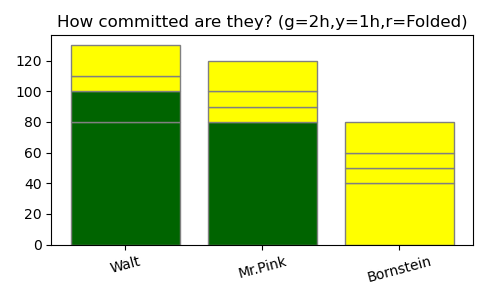 How committed are they? (g=2h,y=1h,r=Folded)
120
100
80
60
40
20
0
Walt
Mr.Pink
Bornstein